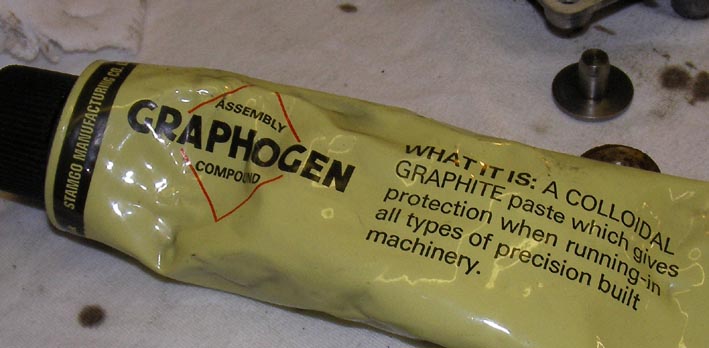 STAMGO MANUFACTURING CO.
ASSEMBLY
GRAPHOGEN
COMPOUND
WHAT IT IS: A COLLOIDAL
GRAPHITE paste which gives
protection when running-in
all types of precision built
machinery.